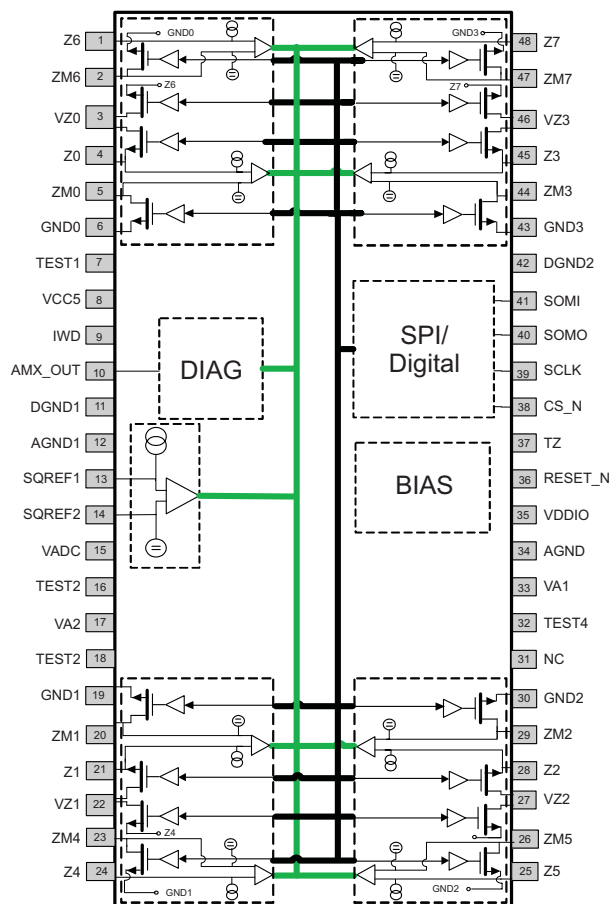 Z6 1 GND0 GND3 48 Z7
ZM6 2 47 ZM7
Z6 Z7
VZ0 3 46 VZ3
Z0 4 45 Z3
ZM0 5 44 ZM3
GND0 6 43 GND3
TEST1 7 42 DGND2
VCC5 8 41 SOMI
IWD 9 40 SOMO
AMX_OUT 10 39 SCLK
DGND1 11 38 CS_N
DIAG
SPI/
Digital
AGND1 12 37 TZ
SQREF1 13 36 RESET_N
SQREF2 14 35 VDDIO
BIAS
VADC 15 34 AGND
TEST2 16 33 VA1
VA2 17 32 TEST4
TEST2 18 31 NC
GND1 19 30 GND2
ZM1 20 29 ZM2
Z1 21 28 Z2
VZ1 22 27 VZ2
Z4
ZM4 23 26 ZM5
Z4 24 25 Z5
GND1 GND2